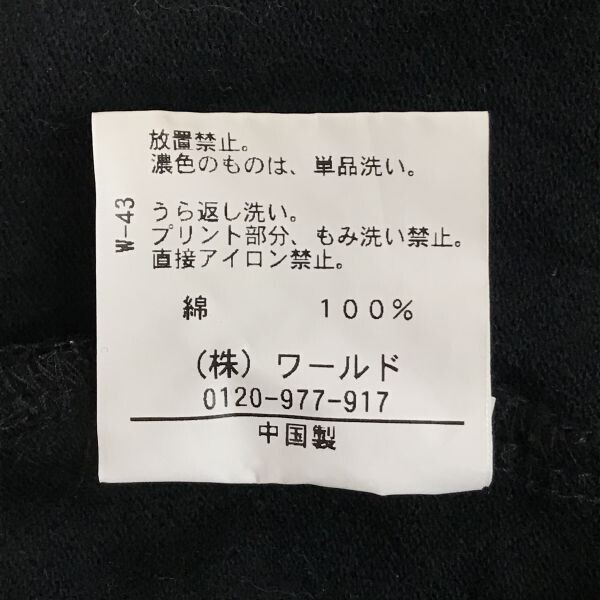 放置禁止。
濃色のものは、単品洗い。
W-43
うら返し洗い。
プリント部分、もみ洗い禁止。
直接アイロン禁止。
綿 １００％
(株) ワールド
0120-977-917
中国製